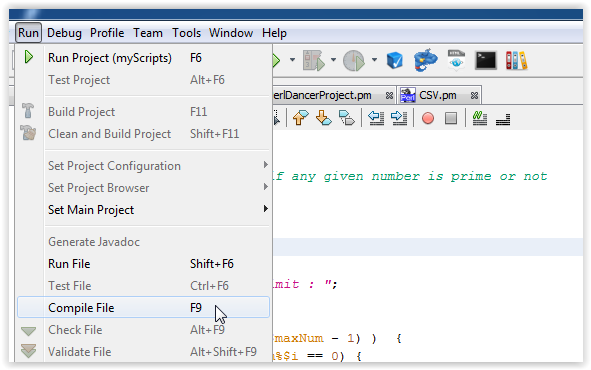 Run Debug Profile Team Tools Window Help
Run Project (myScripts) F6
Test Project Alt+F6
Build Project F11
Clean and Build Project Shift+F11
Set Project Configuration
Set Project Browser
Set Main Project
Generate Javadoc
Run File Shift+F6
Test File Ctrl+F6
Compile File F9
Check File Alt+F9
Validate File Alt+Shift+F9
erlDancerProject.pm CSV.pm
if any given number is prime or not
imit : ";
maxNum - 1) ) {
%$i == 0) {